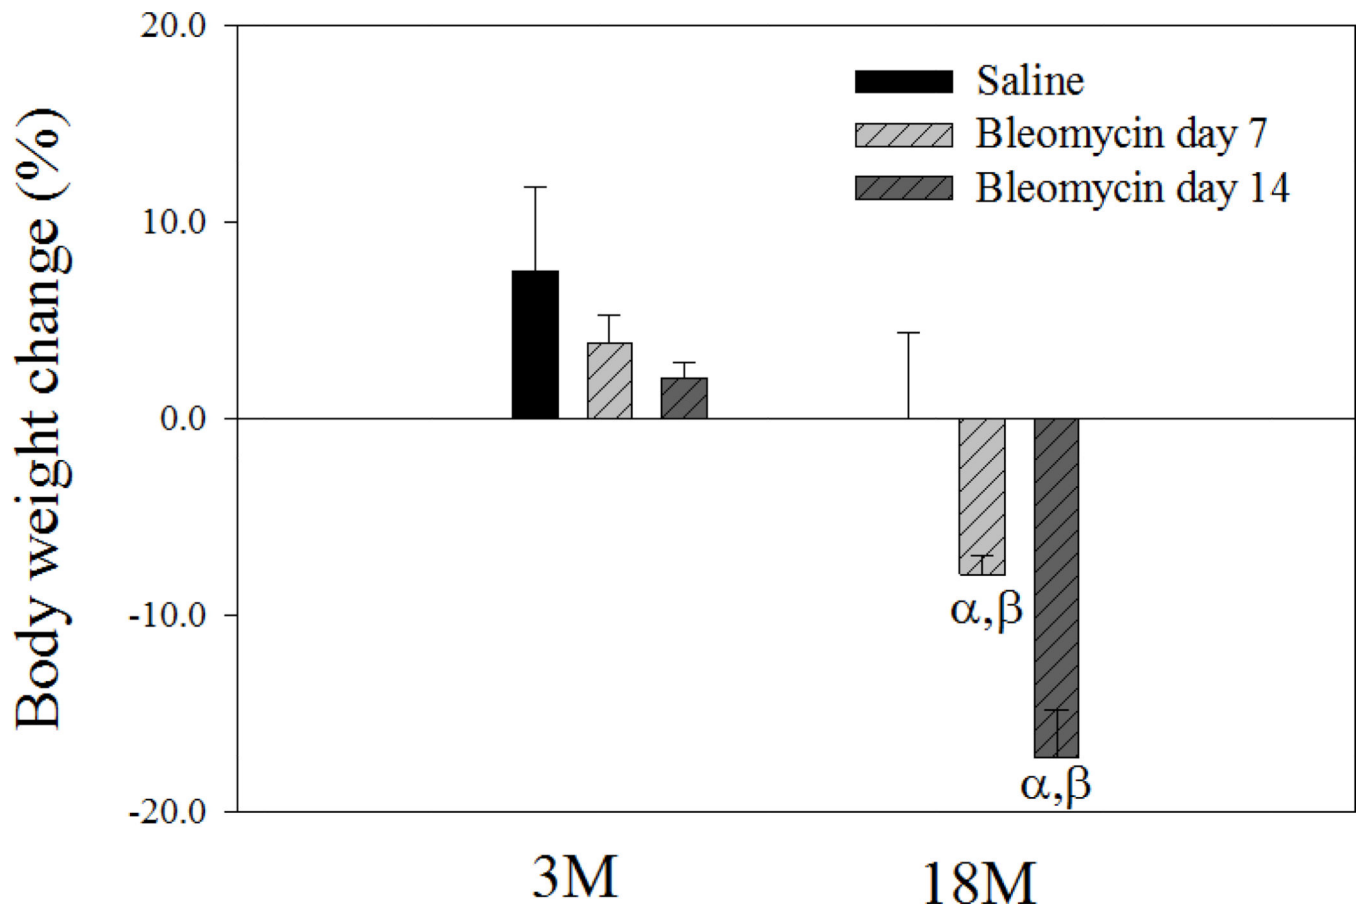 Body weight change (%)
20.0
10.0
0.0
-10.0
-20.0
Saline
Bleomycin day 7
Bleomycin day 14
α,β
α,β
3M
18M